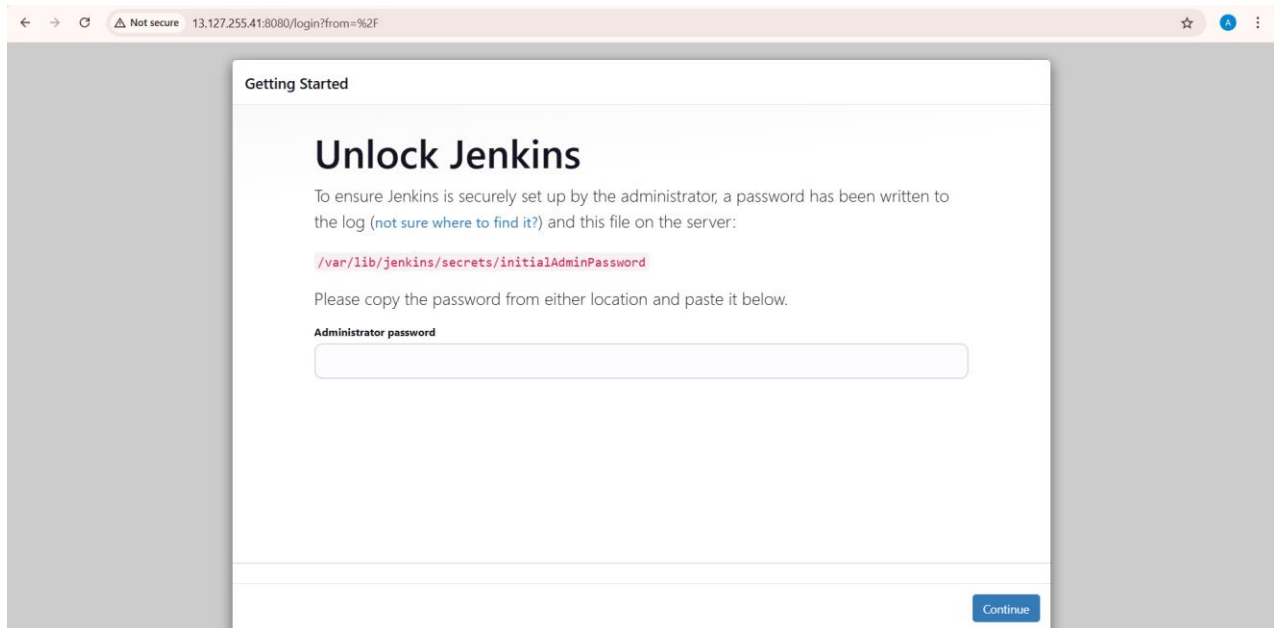 Not secure 13.127.255.41:8080/login?from=%2F
A
Getting Started
Unlock Jenkins
To ensure Jenkins is securely set up by the administrator, a password has been written to
the log (not sure where to find it?) and this file on the server:
/var/lib/jenkins/secrets/initialAdminPassword
Please copy the password from either location and paste it below.
Administrator password
Continue